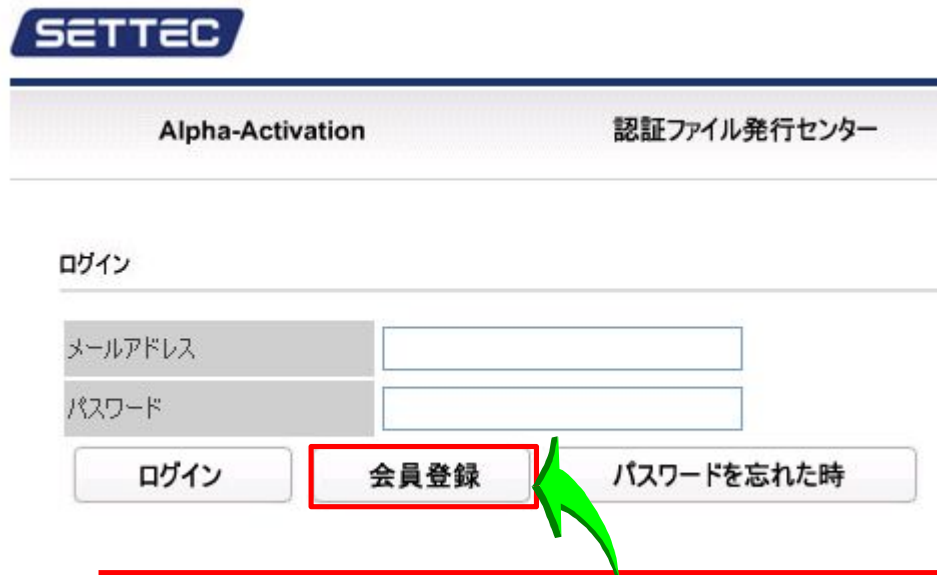 SETTEC
Alpha-Activation 認証ファイル発行センター
ログイン
メールアドレス
パスワード
ログイン 会員登録 パスワードを忘れた時